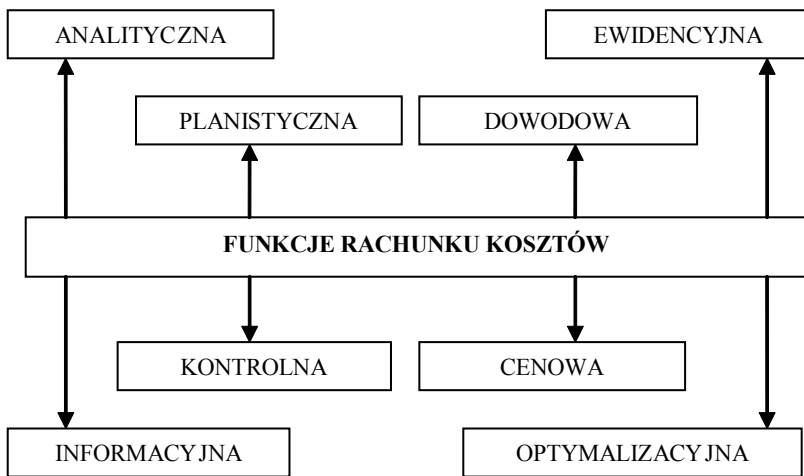 ANALITYCZNA
EWIDENCYJNA
PLANISTYCZNA
DOWODOWA
FUNKCJE RACHUNKU KOSZTÓW
KONTROLNA
CENOWA
INFORMACYJNA
OPTYMALIZACYJNA